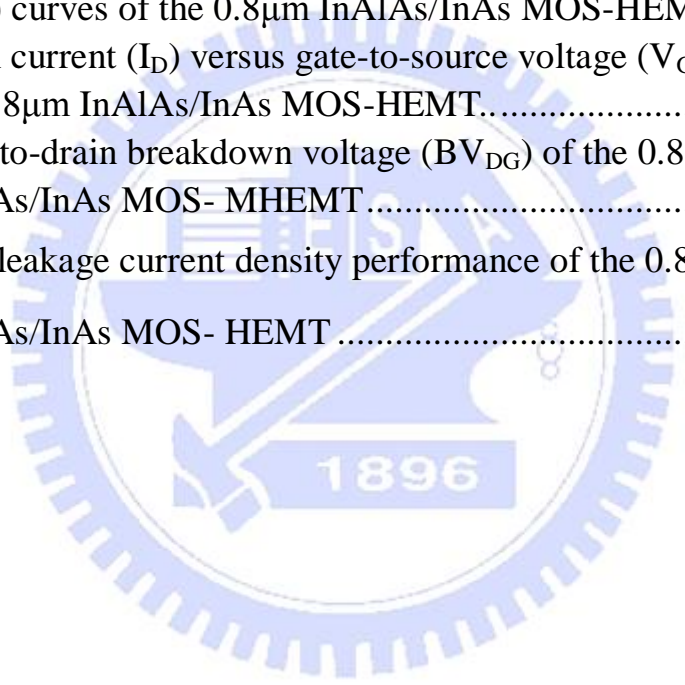 ) curves of the 0.8μm InAlAs/InAs MOS-HEM
current (I_D) versus gate-to-source voltage (V_G
8μm InAlAs/InAs MOS-HEMT.......................
to-drain breakdown voltage (BV_DG) of the 0.8
As/InAs MOS- MHEMT...................................
leakage current density performance of the 0.8
As/InAs MOS- HEMT ......................................
E S A
1896